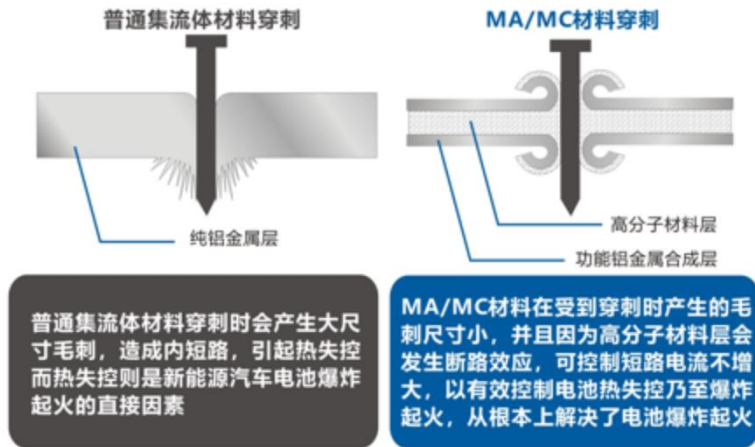 普通集流体材料穿刺
MA/MC材料穿刺
纯铝金属层
高分子材料层
功能铝金属合成层
普通集流体材料穿刺时会产生大尺
寸毛刺，造成内短路，引起热失控
而热失控则是新能源汽车电池爆炸
起火的直接因素
MA/MC材料在受到穿刺时产生的毛
刺尺寸小，并且因为高分子材料层会
发生断路效应，可控制短路电流不增
大，以有效控制电池热失控乃至爆炸
起火，从根本上解决了电池爆炸起火